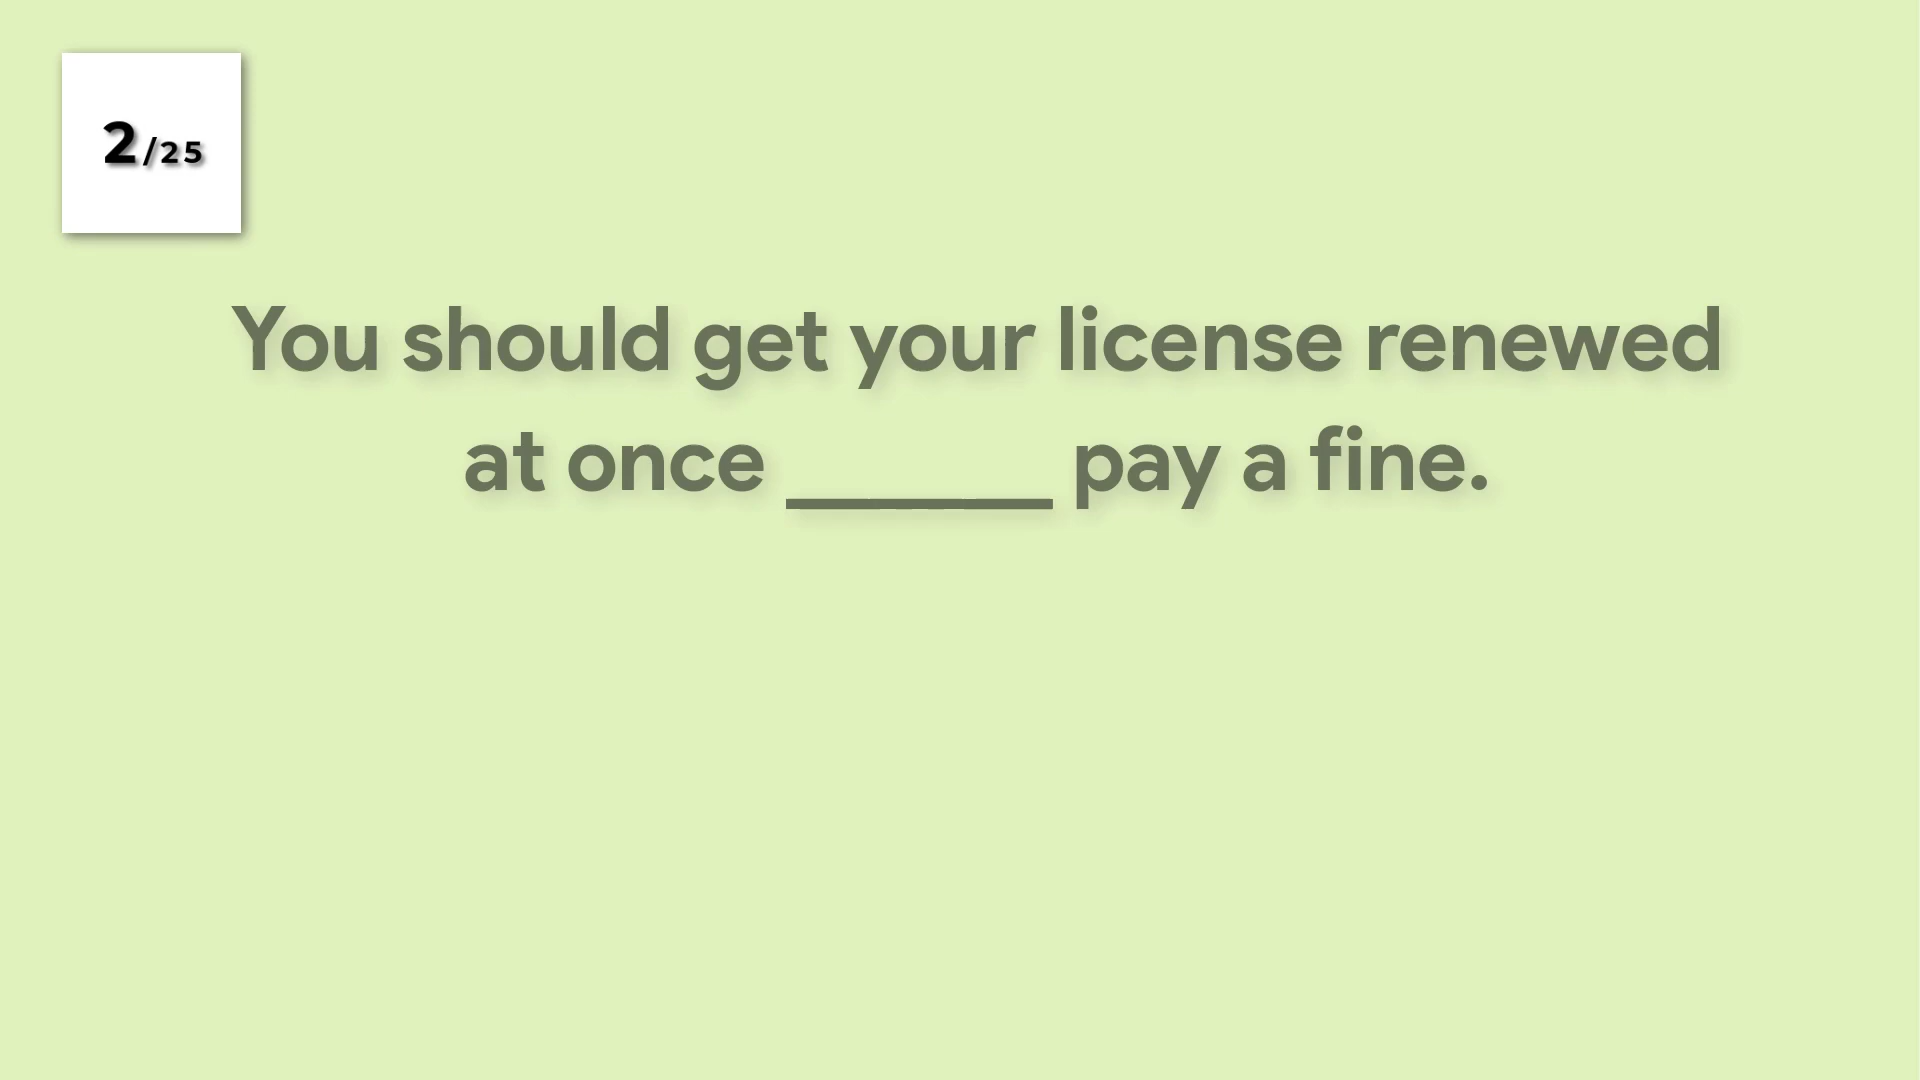 2/25
You should get your license renewed
at once ______ pay a fine.